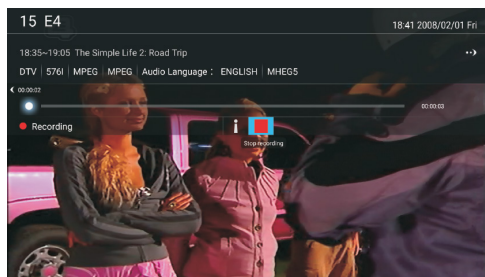 15 E4
18:41 2008/02/01 Fri
18:35~19:05 The Simple Life 2: Road Trip
DTV | 576I | MPEG | MPEG | Audio Language : ENGLISH | MHEG5
00:00:02
00:00:03
Recording
Stop recording